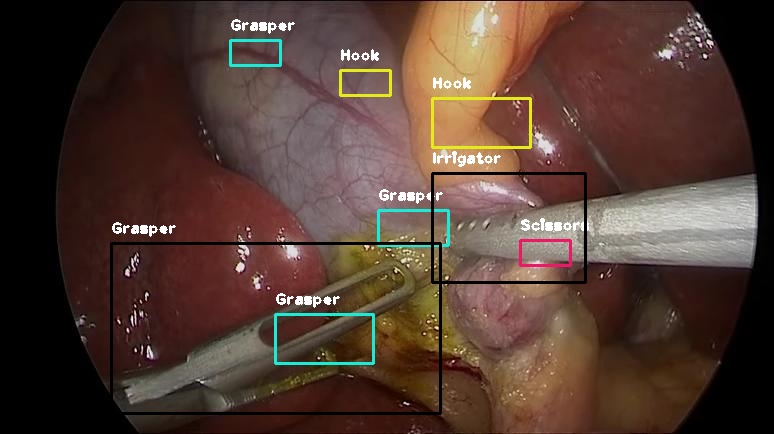 Grasper
Hook
Hook
Irrigator
Grasper
Scissors
Grasper
Grasper